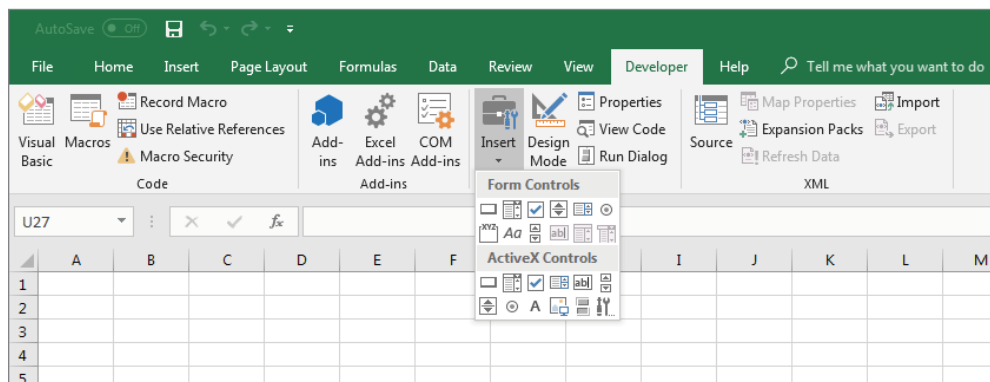 AutoSave Off
File Home Insert Page Layout Formulas Data Review View Developer Help Tell me what you want to do
Visual Basic
Macros
Record Macro
Use Relative References
Macro Security
Code
Add-ins
Excel Add-ins
COM Add-ins
Add-ins
Insert
Design Mode
Properties
View Code
Run Dialog
Source
Map Properties
Expansion Packs
Refresh Data
Import
Export
XML
Form Controls
XYZ Aa ab|
ActiveX Controls
ab|
A
U27 fx
A B C D E F I J K L M
1
2
3
4
5